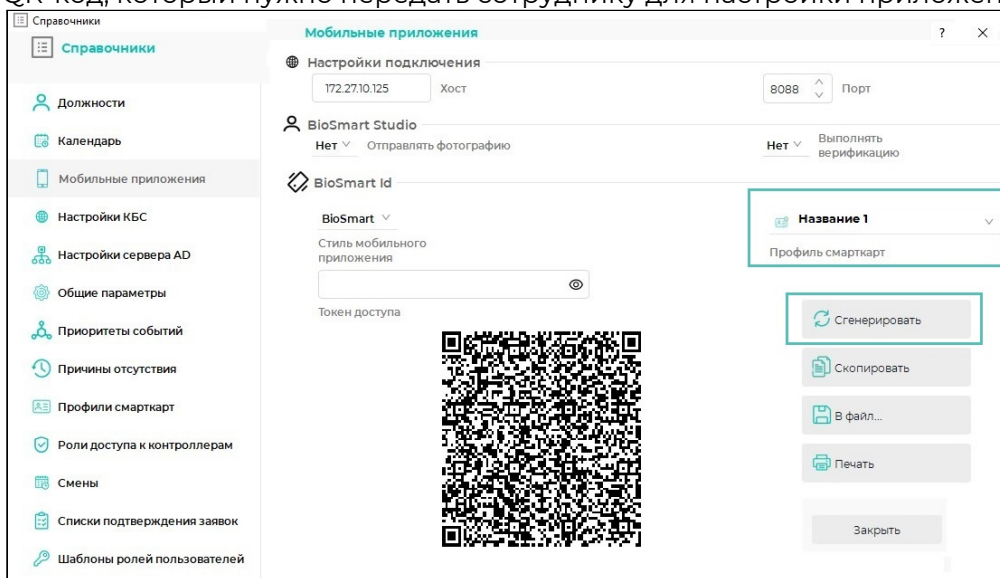 QR-код, который нужно передать сотруднику для настройки приложен
Справочники
Справочники
Мобильные приложения
?
Настройки подключения
172.27.10.125
Хост
8088
Порт
Должности
BioSmart Studio
Нет
Отправлять фотографию
Нет
Выполнять
верификацию
Календарь
Мобильные приложения
BioSmart Id
Настройки КБС
BioSmart
Название 1
Стиль мобильного
приложения
Профиль смарткарт
Настройки сервера AD
Общие параметры
Токен доступа
Сгенерировать
Приоритеты событий
Причины отсутствия
Скопировать
Профили смарткарт
В файл...
Роли доступа к контроллерам
Печать
Смены
Списки подтверждения заявок
Закрыть
Шаблоны ролей пользователей